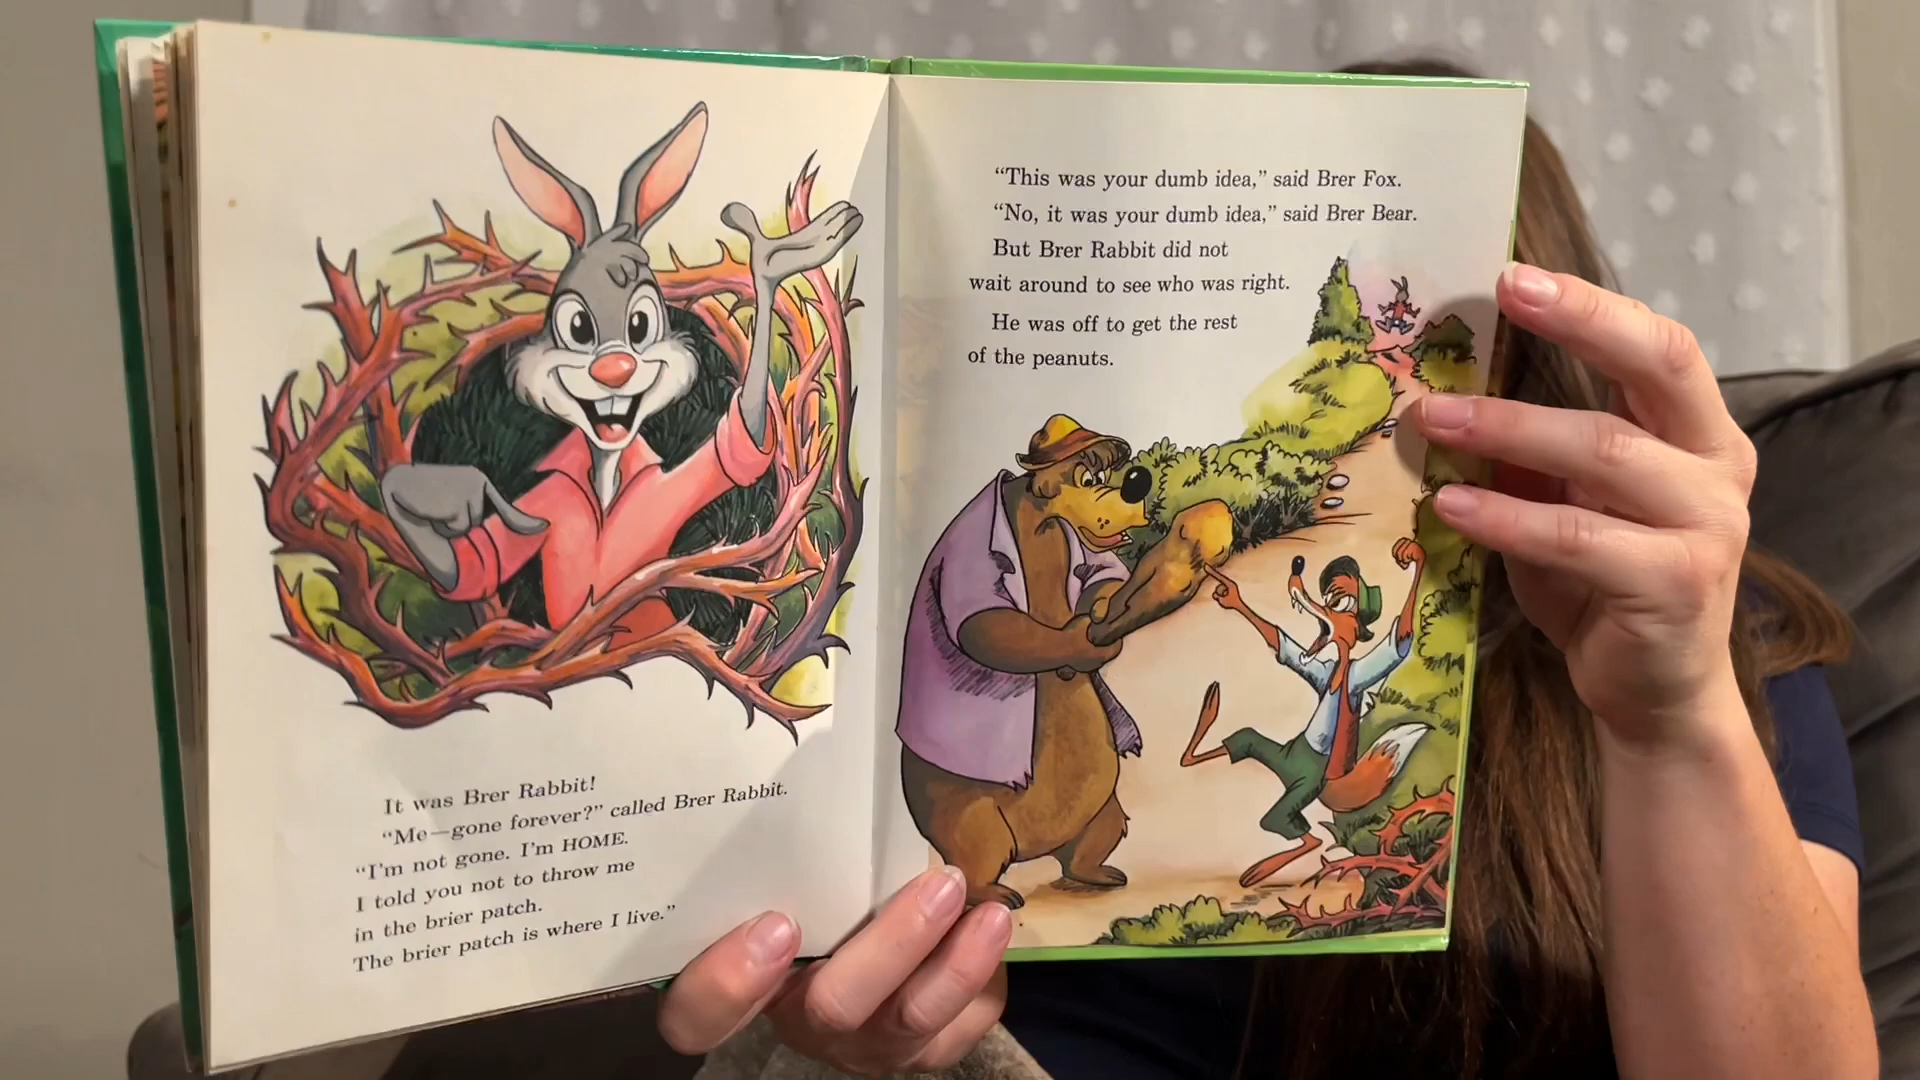 It was Brer Rabbit!
“Me—gone forever?” called Brer Rabbit.
“I'm not gone. I'm HOME.
I told you not to throw me
in the brier patch.
The brier patch is where I live.”
“This was your dumb idea,” said Brer Fox.
“No, it was your dumb idea,” said Brer Bear.
But Brer Rabbit did not
wait around to see who was right.
He was off to get the rest
of the peanuts.